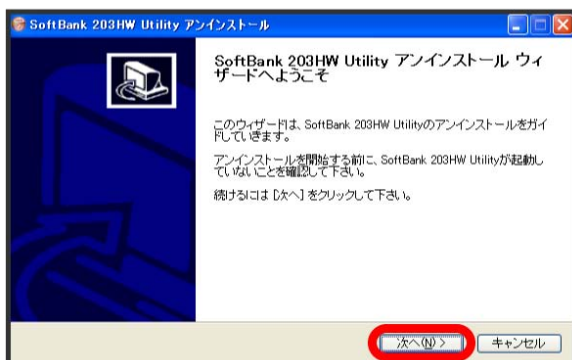 SoftBank 203HW Utility アンインストール
SoftBank 203HW Utility アンインストール ウィ
ザードへようこそ
このウィザードは、SoftBank 203HW Utilityのアンインストールをガイ
ドしていきます。
アンインストールを開始する前に、SoftBank 203HW Utilityが起動し
ていないことを確認して下さい。
続けるには [次へ] をクリックして下さい。
次へ(N) >
キャンセル